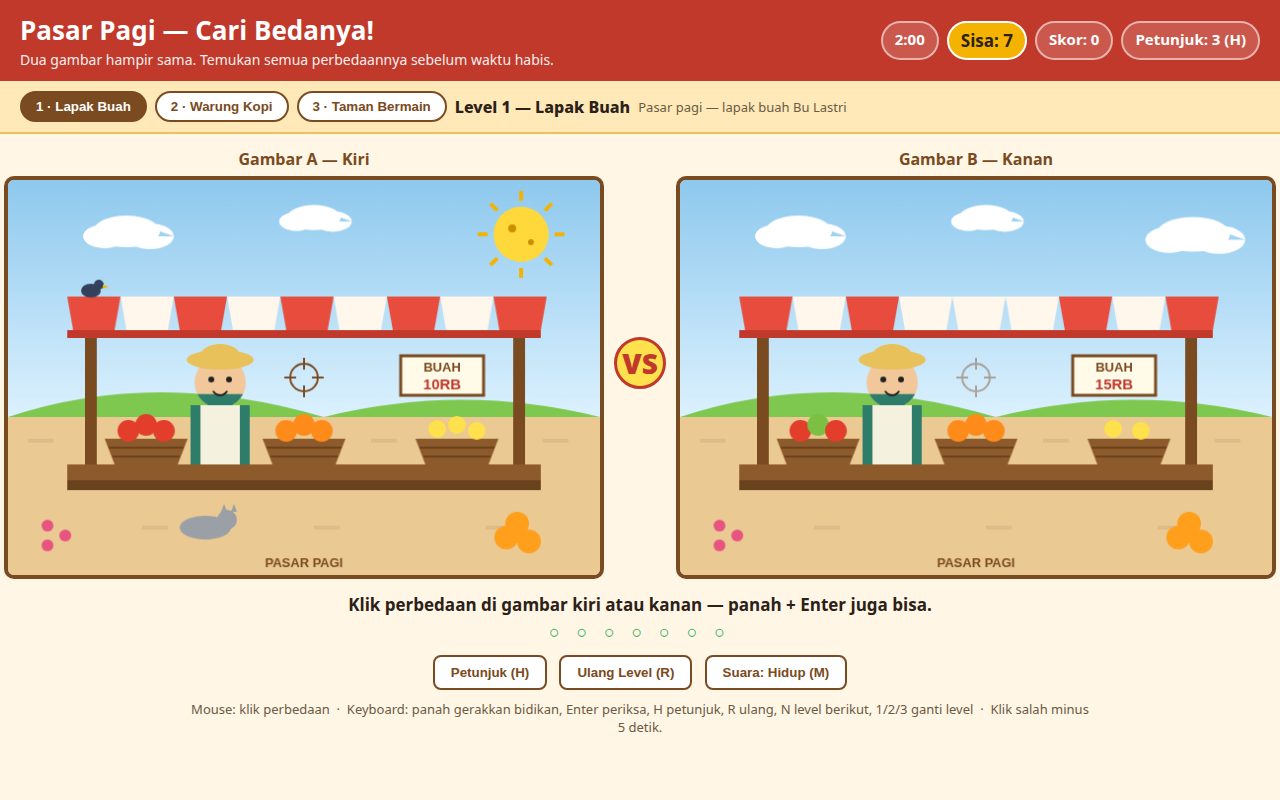 Pasar Pagi — Cari Bedanya!
Dua gambar hampir sama. Temukan semua perbedaannya sebelum waktu habis.
2:00
Sisa: 7
Skor: 0
Petunjuk: 3 (H)
1 · Lapak Buah
2 · Warung Kopi
3 · Taman Bermain
Level 1 — Lapak Buah
Pasar pagi — lapak buah Bu Lastri
Gambar A — Kiri
BUAH
10RB
PASAR PAGI
VS
Gambar B — Kanan
BUAH
15RB
PASAR PAGI
Klik perbedaan di gambar kiri atau kanan — panah + Enter juga bisa.
Petunjuk (H)
Ulang Level (R)
Suara: Hidup (M)
Mouse: klik perbedaan · Keyboard: panah gerakkan bidikan, Enter periksa, H petunjuk, R ulang, N level berikut, 1/2/3 ganti level · Klik salah minus
5 detik.